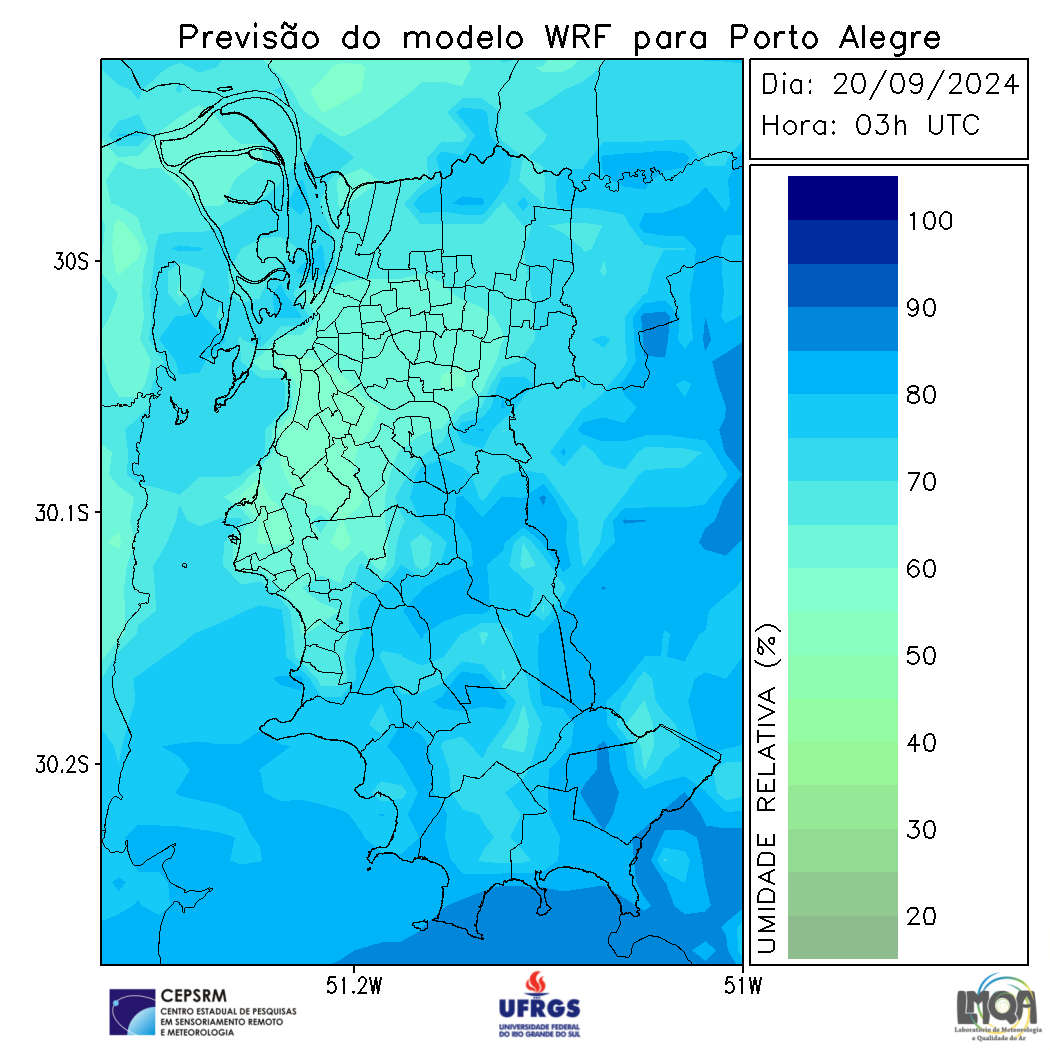 Previsão do modelo WRF para Porto Alegre
Dia: 20/09/2024
Hora: 03h UTC
30S
30.1S
30.2S
51.2W
51W
100
90
80
70
60
50
40
30
20
UMIDADE RELATIVA (%)
CEPSRM
CENTRO ESTADUAL DE PESQUISAS
EM SENSORIAMENTO REMOTO
E METEOROLOGIA
UFRGS
UNIVERSIDADE FEDERAL
DO RIO GRANDE DO SUL
LMQA
Laboratório de Meteorologia
e Qualidade do Ar